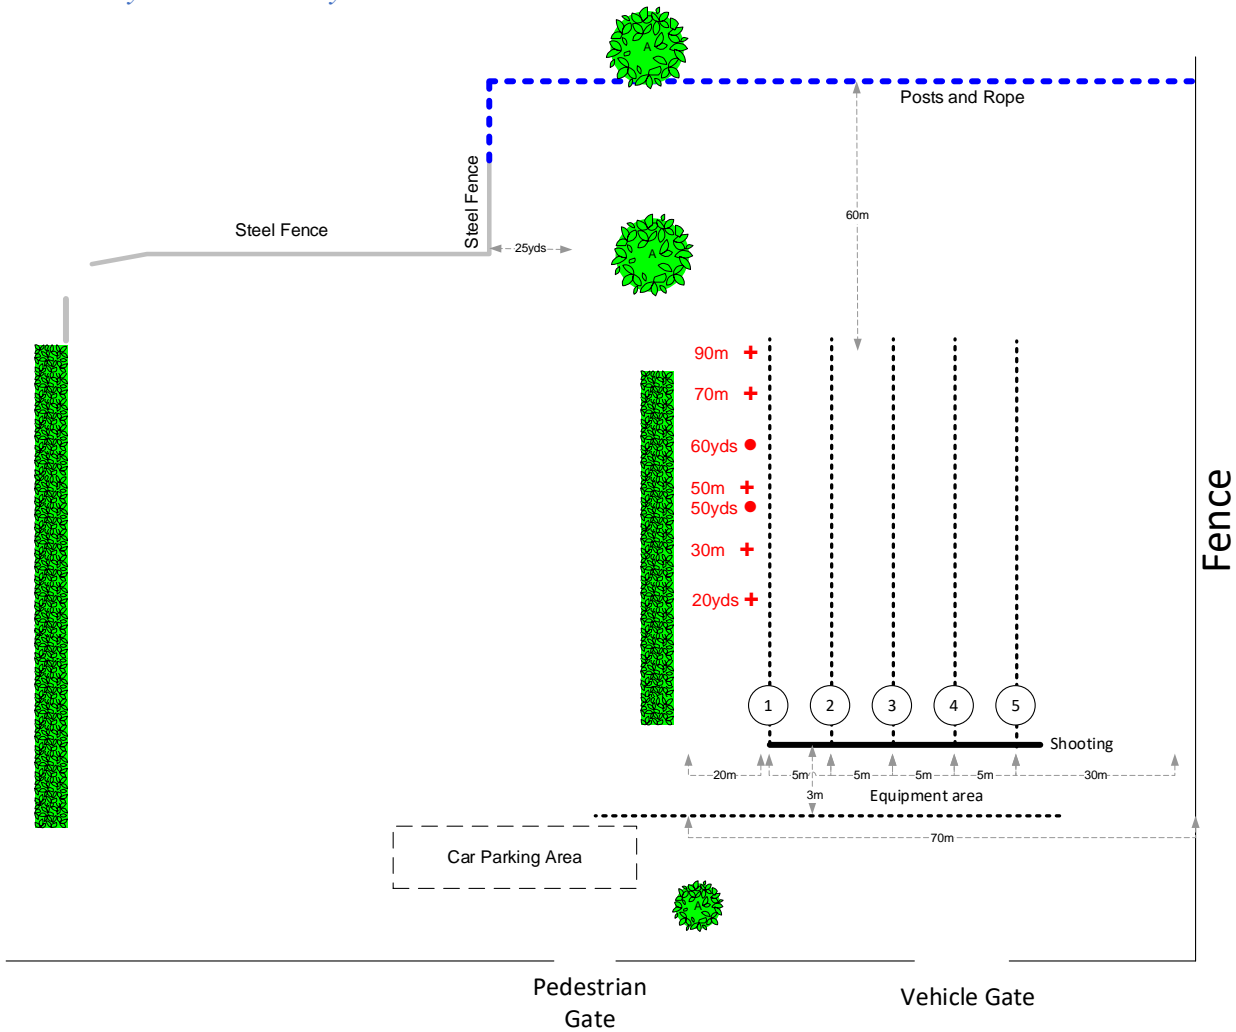 A
Posts and Rope
Steel Fence
Steel Fence
25yds
A
60m
90m
70m
60yds
50m
50yds
30m
20yds
Fence
1
2
3
4
5
Shooting
20m
5m
5m
5m
5m
30m
3m
Equipment area
70m
Car Parking Area
A
Pedestrian
Gate
Vehicle Gate